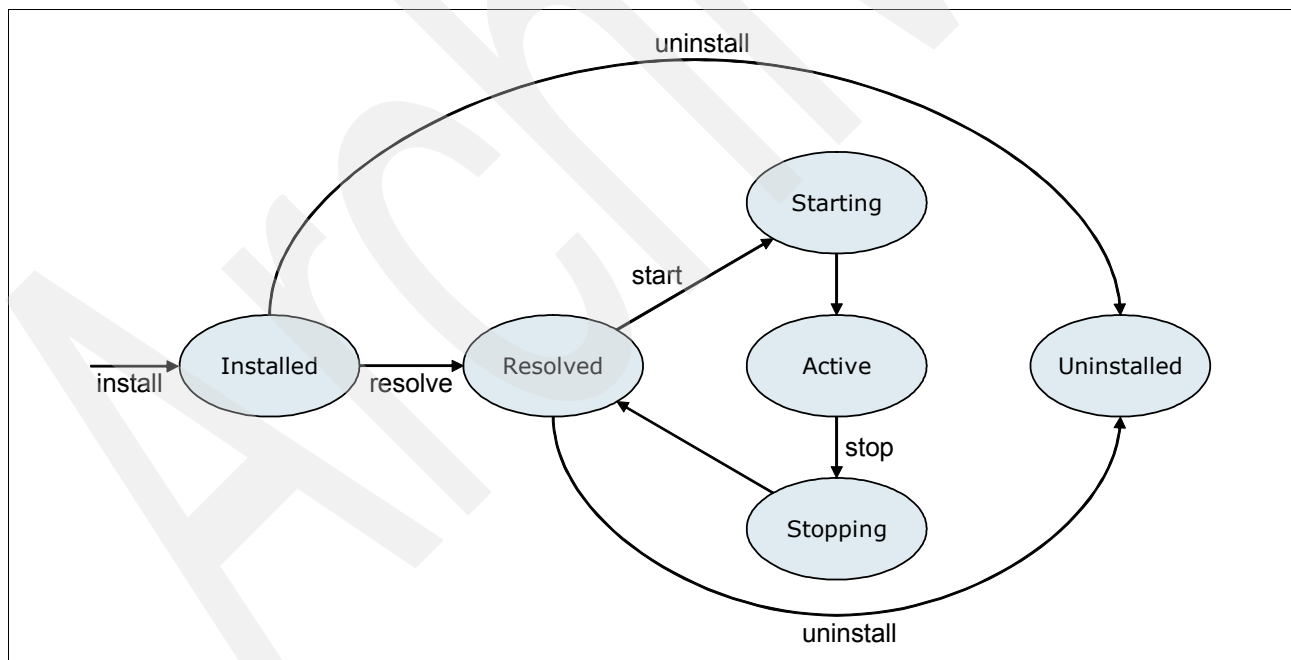 uninstall
Starting
start
install
Installed
resolve
Resolved
Active
Uninstalled
stop
Stopping
uninstall